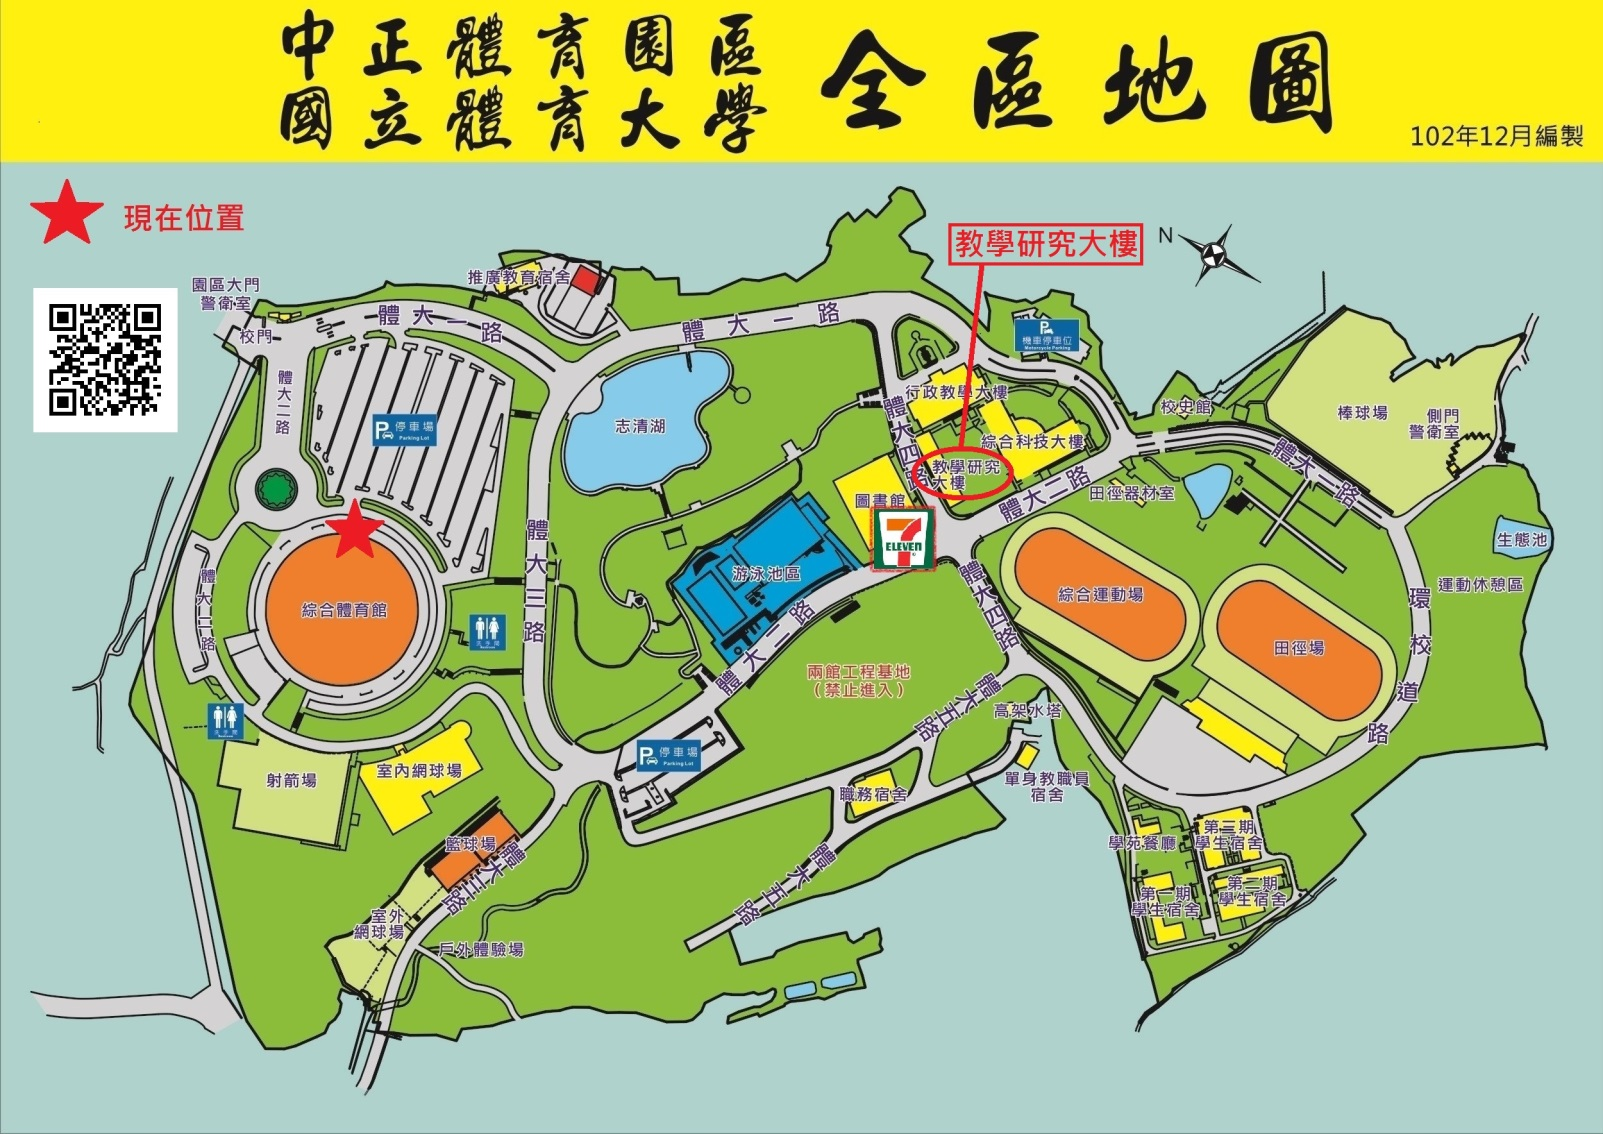 中正體育園區
國立體育大學
全區地圖
102年12月編製
現在位置
教學研究大樓
N
園區大門
警衛室
校門
推廣教育宿舍
體大一路
體大一路
P
機車停車位
Motorcycle Parking
體大二路
P 停車場
Parking Lot
志清湖
行政教學大樓
體大四路
綜合科技大樓
教學研究
大樓
圖書館
7
ELEVEN
體大二路
校史館
棒球場
側門
警衛室
體大二路
田徑器材室
生態池
運動休憩區
環校道路
綜合體育館
體大二路
體大三路
游泳池區
體大二路
體大四路
綜合運動場
田徑場
兩館工程基地
(禁止進入)
體大五路
高架水塔
單身教職員
宿舍
職務宿舍
P 停車場
Parking Lot
射箭場
室內網球場
籃球場
體大三路
室外
網球場
戶外體驗場
體大五路
學苑餐廳
第三期
學生宿舍
第一期
學生宿舍
第二期
學生宿舍